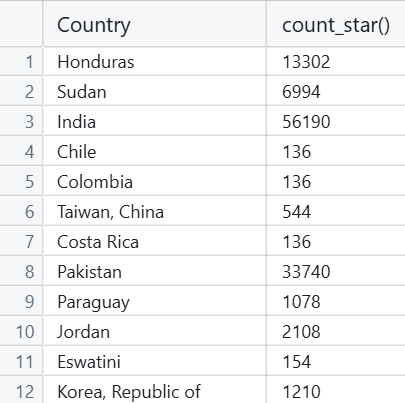 Country count_star()
1 Honduras 13302
2 Sudan 6994
3 India 56190
4 Chile 136
5 Colombia 136
6 Taiwan, China 544
7 Costa Rica 136
8 Pakistan 33740
9 Paraguay 1078
10 Jordan 2108
11 Eswatini 154
12 Korea, Republic of 1210